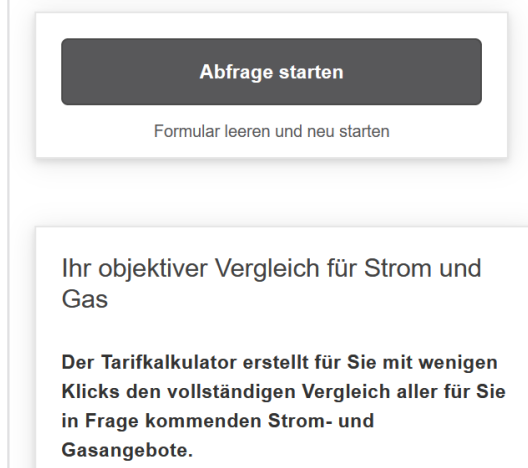 Abfrage starten
Formular leeren und neu starten
Ihr objektiver Vergleich für Strom und
Gas
Der Tarifkalkulator erstellt für Sie mit wenigen
Klicks den vollständigen Vergleich aller für Sie
in Frage kommenden Strom- und
Gasangebote.